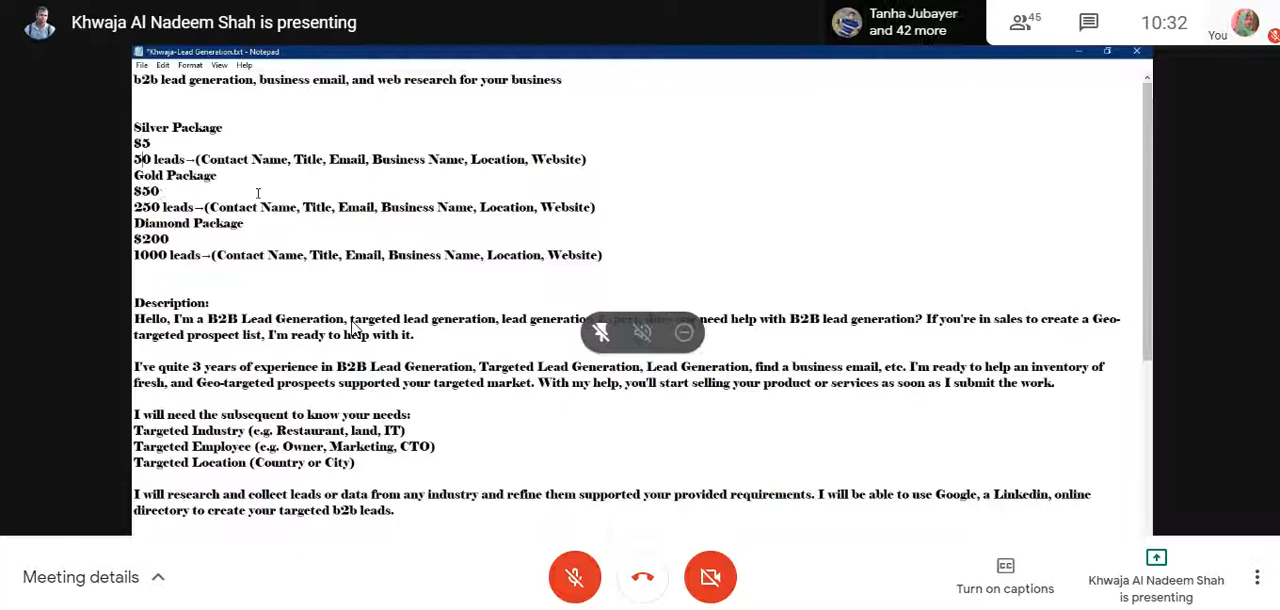 Khwaja Al Nadeem Shah is presenting
Tanha Jubayer
and 42 more
45
10:32
You
*Khwaja-Lead Generation.txt - Notepad
File Edit Format View Help
b2b lead generation, business email, and web research for your business
Silver Package
$5
50 leads→(Contact Name, Title, Email, Business Name, Location, Website)
Gold Package
$50
250 leads→(Contact Name, Title, Email, Business Name, Location, Website)
Diamond Package
$200
1000 leads→(Contact Name, Title, Email, Business Name, Location, Website)
Description:
Hello, I'm a B2B Lead Generation, targeted lead generation, lead generation need help with B2B lead generation? If you're in sales to create a Geo-
targeted prospect list, I'm ready to help with it.
I've quite 3 years of experience in B2B Lead Generation, Targeted Lead Generation, Lead Generation, find a business email, etc. I'm ready to help an inventory of
fresh, and Geo-targeted prospects supported your targeted market. With my help, you'll start selling your product or services as soon as I submit the work.
I will need the subsequent to know your needs:
Targeted Industry (e.g. Restaurant, land, IT)
Targeted Employee (e.g. Owner, Marketing, CTO)
Targeted Location (Country or City)
I will research and collect leads or data from any industry and refine them supported your provided requirements. I will be able to use Google, a Linkedin, online
directory to create your targeted b2b leads.
Meeting details
CC
Turn on captions
Khwaja Al Nadeem Shah
is presenting